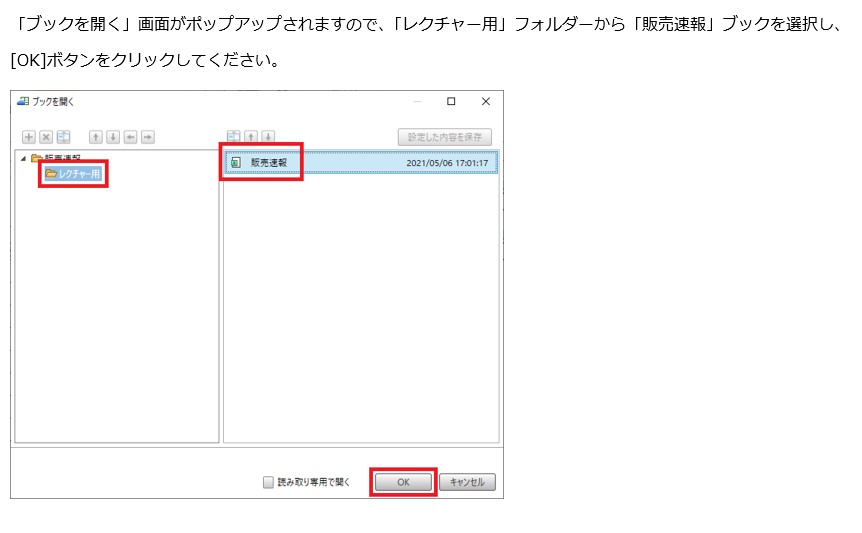 「ブックを開く」画面がポップアップされますので、「レクチャー用」フォルダーから「販売速報」ブックを選択し、
[OK]ボタンをクリックしてください。
ブックを開く
設定した内容を保存
販売速報
レクチャー用
販売速報 2021/05/06 17:01:17
読み取り専用で開く
OK
キャンセル